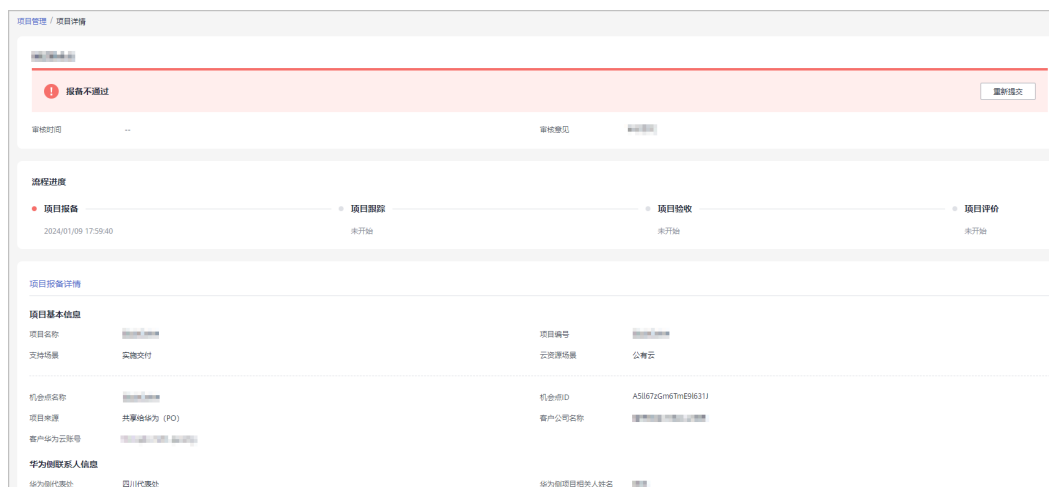 项目管理 / 项目详情
报备不通过 重新提交
审核时间 -- 审核意见
流程进度
项目报备 项目跟踪 项目验收 项目评价
2024/01/09 17:59:40 未开始 未开始 未开始
项目报备详情
项目基本信息
项目名称 项目编号
支持场景 实施交付 云资源场景 公有云
机会点名称 机会点ID A5Il67zGm6TmE9I631J
项目来源 共享给华为（PO） 客户公司名称
客户华为云账号
华为侧联系人信息
华为侧代表处 四川代表处 华为侧项目相关人姓名